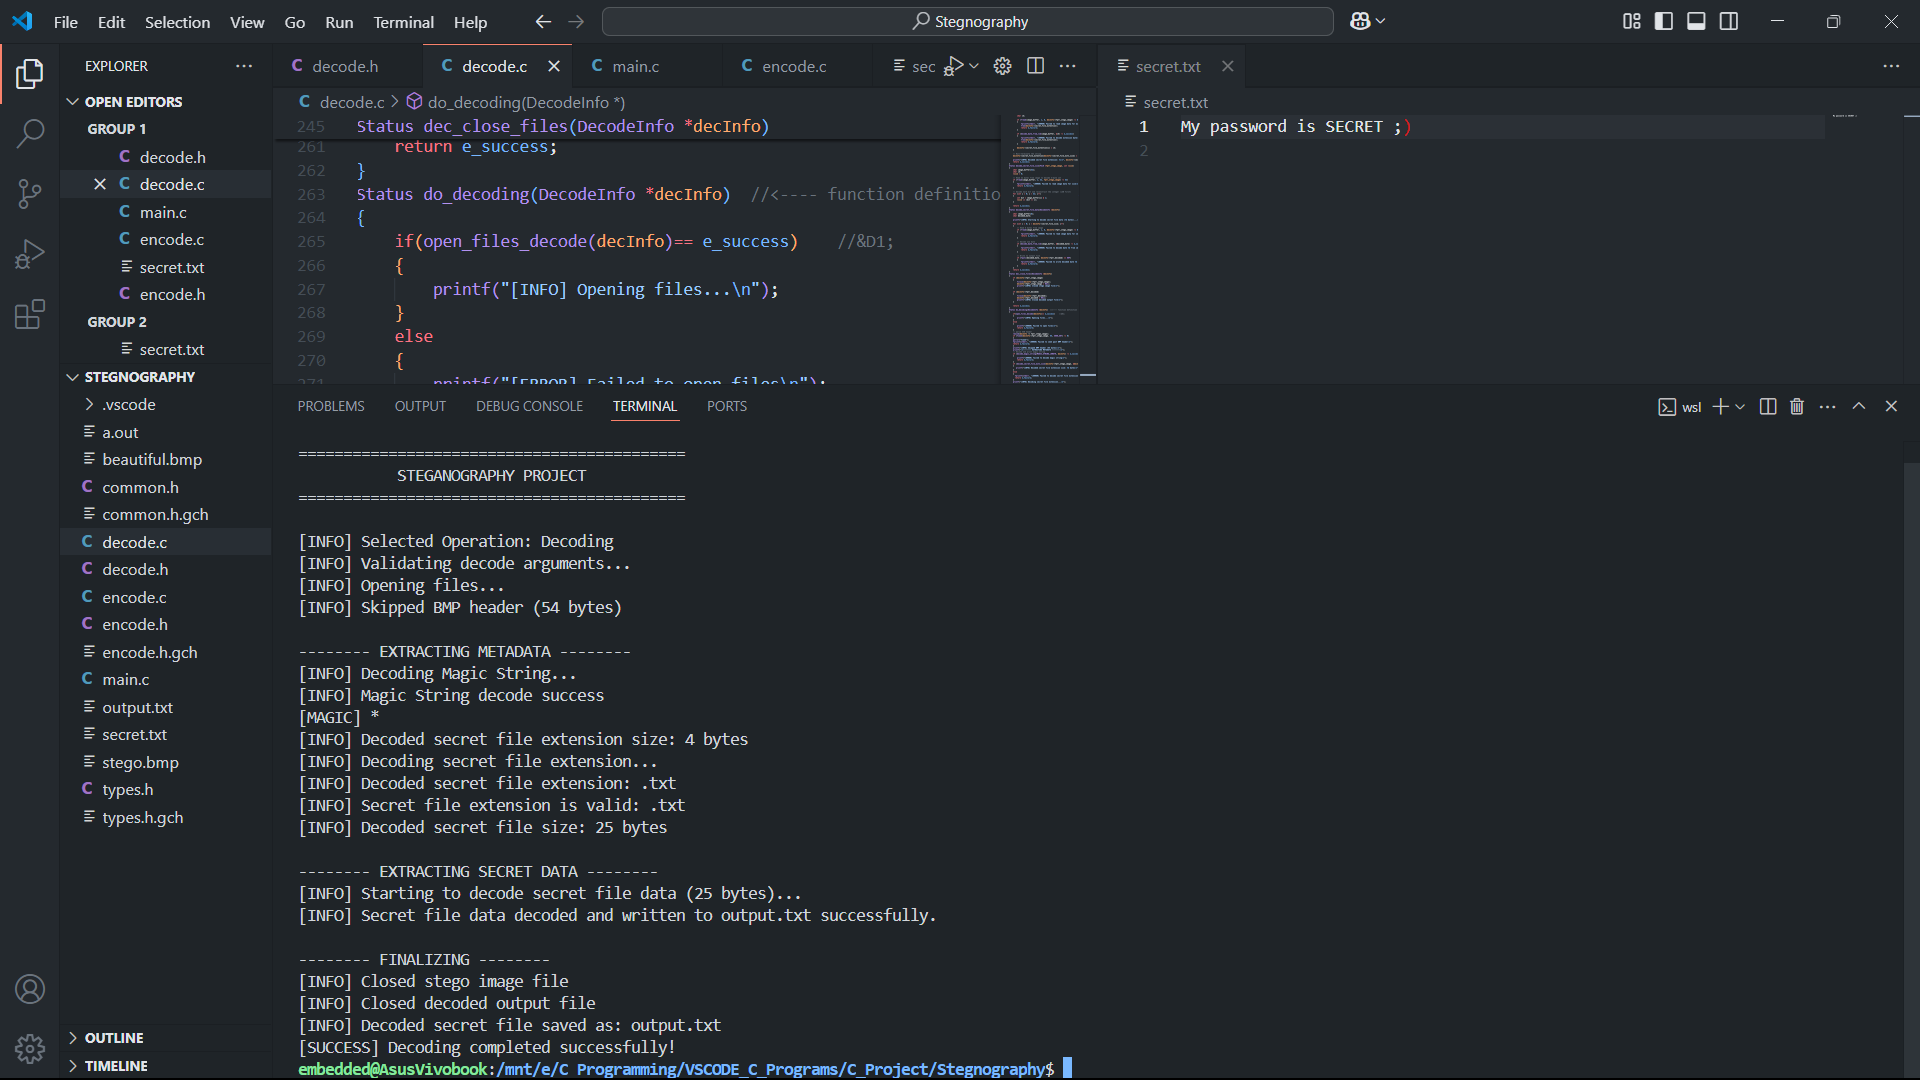 File Edit Selection View Go Run Terminal Help
Stegnography
EXPLORER
OPEN EDITORS
GROUP 1
C decode.h
C decode.c
C main.c
C encode.c
secret.txt
C encode.h
GROUP 2
secret.txt
STEGNOGRAPHY
.vscode
a.out
beautiful.bmp
C common.h
common.h.gch
C decode.c
C decode.h
C encode.c
C encode.h
encode.h.gch
C main.c
output.txt
secret.txt
stego.bmp
C types.h
types.h.gch
OUTLINE
TIMELINE
C decode.h C decode.c C main.c C encode.c sec
C decode.c > do_decoding(DecodeInfo *)
245 Status dec_close_files(DecodeInfo *decInfo)
261 return e_success;
262 }
263 Status do_decoding(DecodeInfo *decInfo) //<---- function definitio
264 {
265 if(open_files_decode(decInfo)== e_success) //&D1;
266 {
267 printf("[INFO] Opening files...\n");
268 }
269 else
270 {
271 printf("[ERROR] Failed to open files\n");
secret.txt
secret.txt
1 My password is SECRET ;)
2
PROBLEMS OUTPUT DEBUG CONSOLE TERMINAL PORTS
wsl
===========================================
STEGANOGRAPHY PROJECT
===========================================
[INFO] Selected Operation: Decoding
[INFO] Validating decode arguments...
[INFO] Opening files...
[INFO] Skipped BMP header (54 bytes)
-------- EXTRACTING METADATA --------
[INFO] Decoding Magic String...
[INFO] Magic String decode success
[MAGIC] *
[INFO] Decoded secret file extension size: 4 bytes
[INFO] Decoding secret file extension...
[INFO] Decoded secret file extension: .txt
[INFO] Secret file extension is valid: .txt
[INFO] Decoded secret file size: 25 bytes
-------- EXTRACTING SECRET DATA --------
[INFO] Starting to decode secret file data (25 bytes)...
[INFO] Secret file data decoded and written to output.txt successfully.
-------- FINALIZING --------
[INFO] Closed stego image file
[INFO] Closed decoded output file
[INFO] Decoded secret file saved as: output.txt
[SUCCESS] Decoding completed successfully!
embedded@AsusVivobook:/mnt/e/C Programming/VSCODE_C_Programs/C_Project/Stegnography$